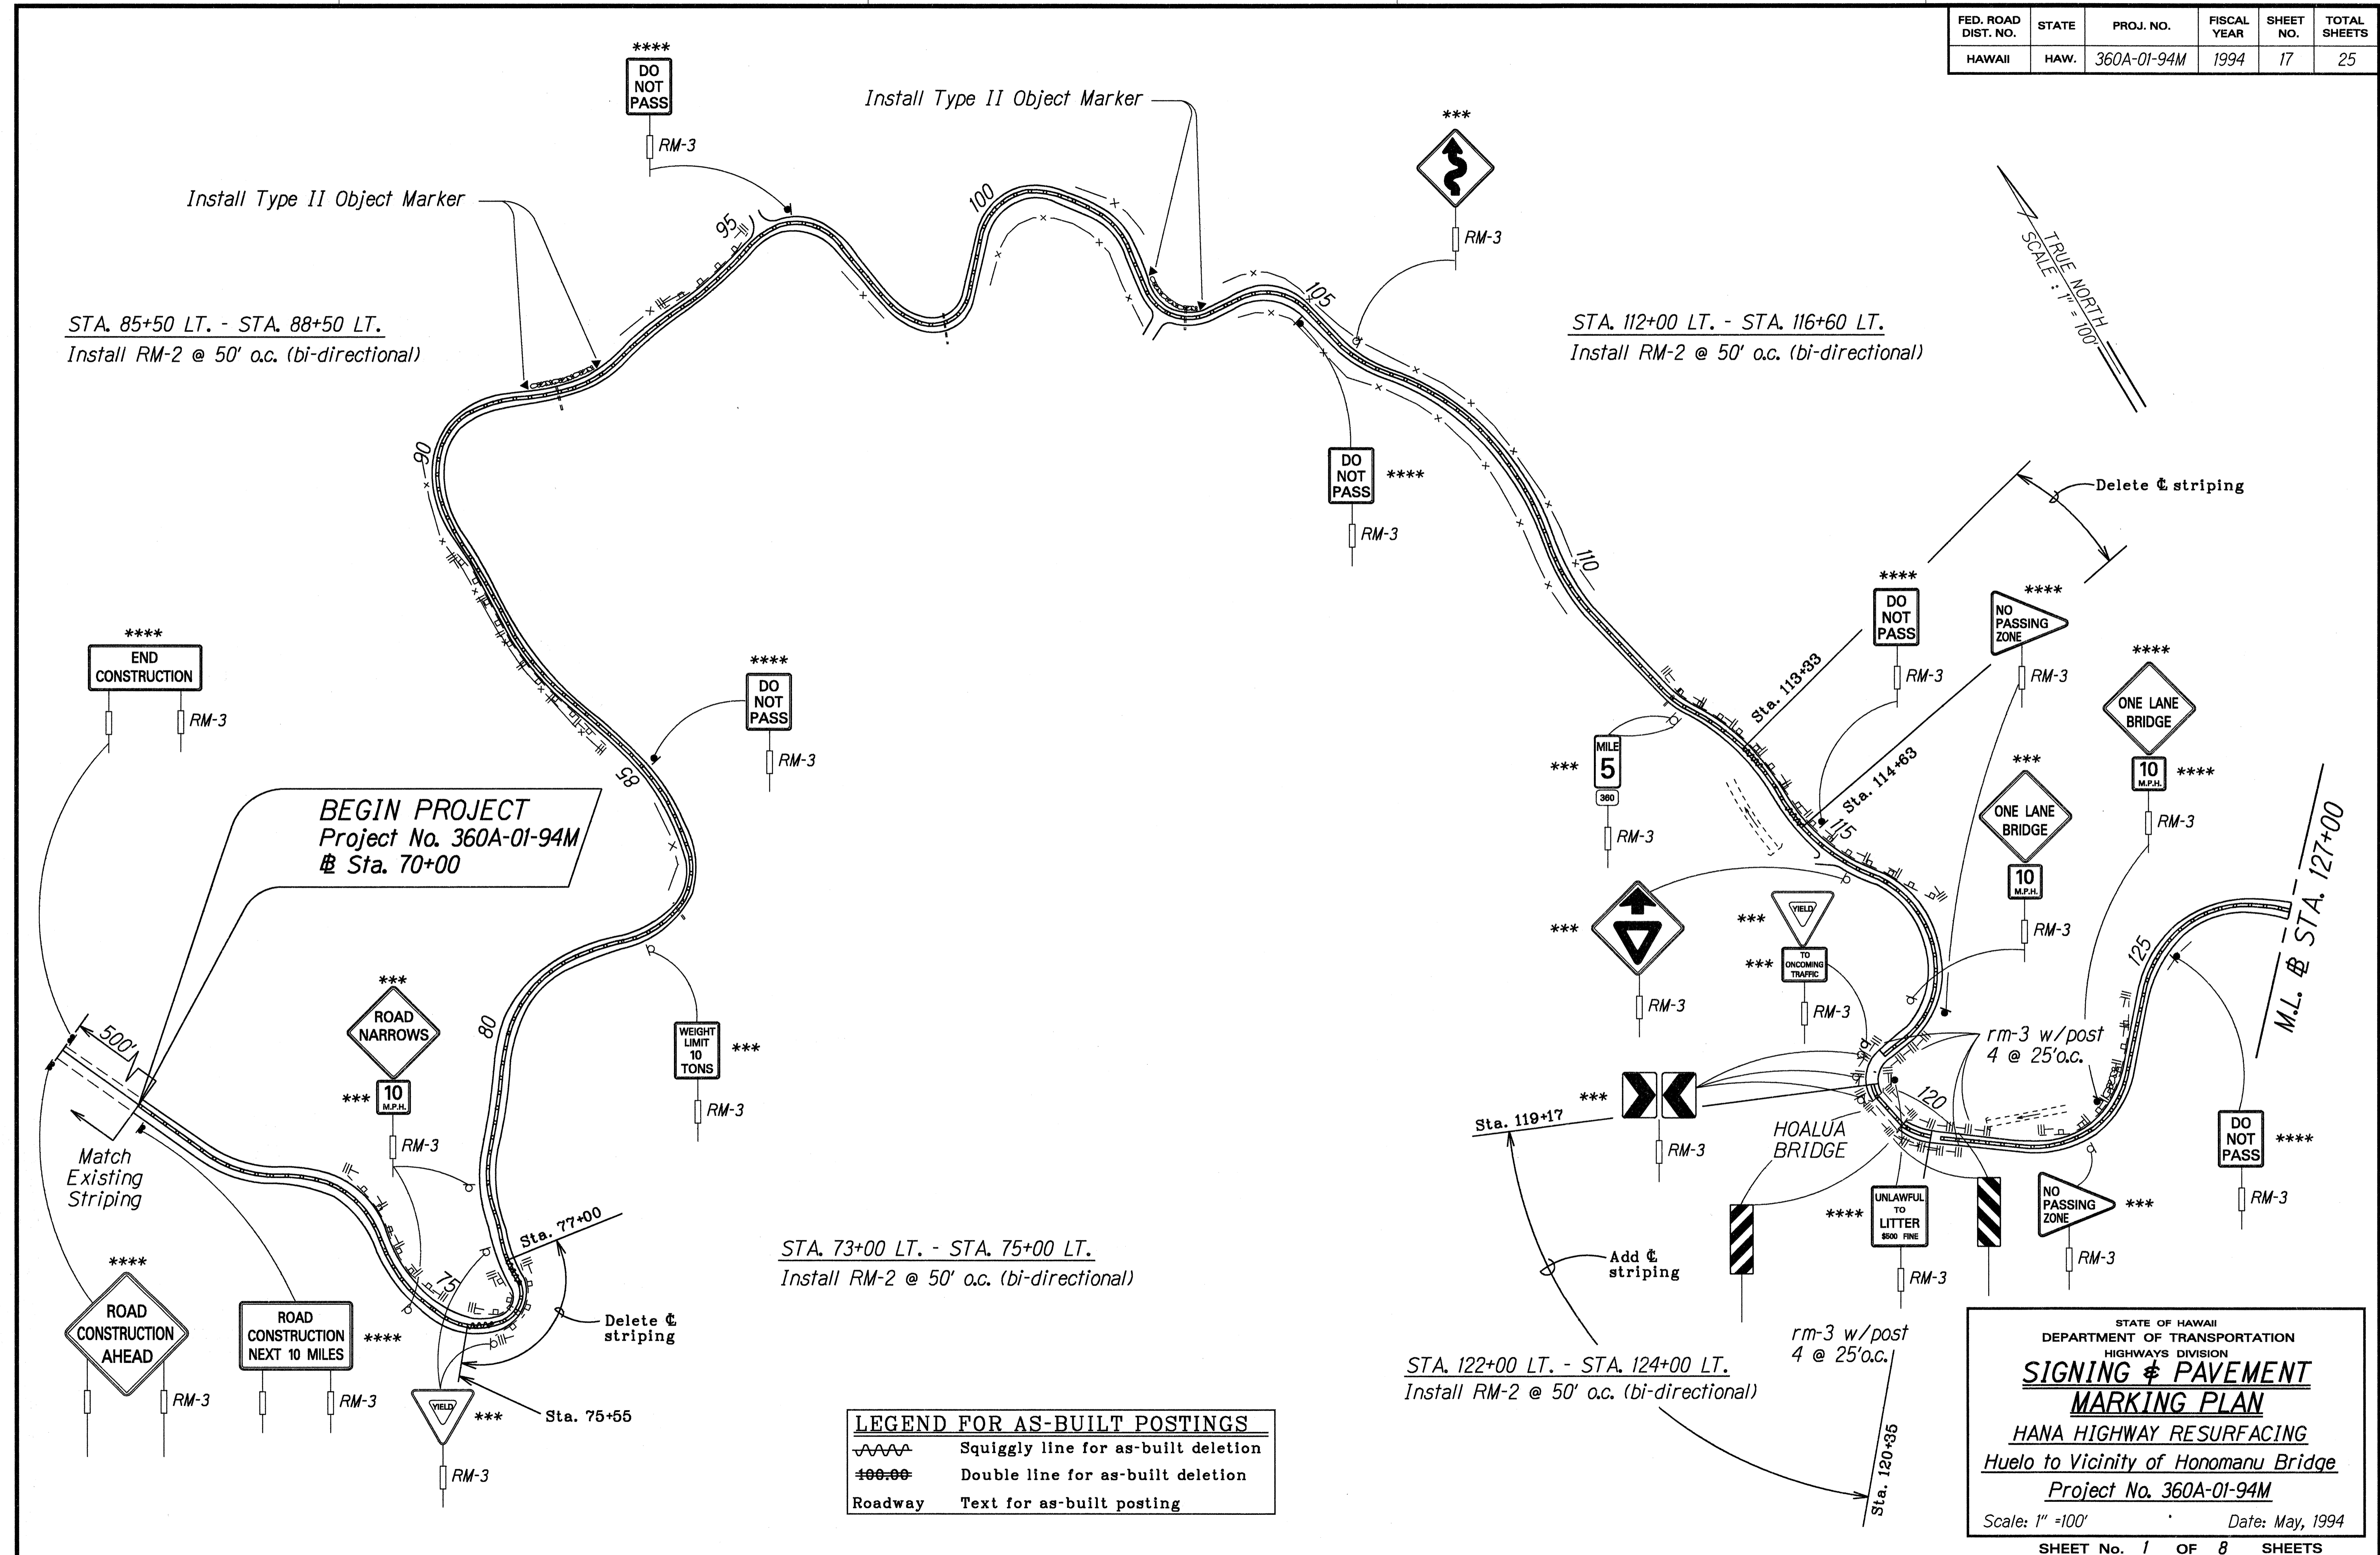 FED. ROAD DIST. NO. STATE PROJ. NO. FISCAL YEAR SHEET NO. TOTAL SHEETS
HAWAII HAW. 360A-01-94M 1994 17 25
****
DO
NOT
PASS
RM-3
Install Type II Object Marker
***
RM-3
Install Type II Object Marker
95
100
105
TRUE NORTH
SCALE : 1" = 100'
STA. 85+50 LT. - STA. 88+50 LT.
Install RM-2 @ 50' o.c. (bi-directional)
STA. 112+00 LT. - STA. 116+60 LT.
Install RM-2 @ 50' o.c. (bi-directional)
90
DO
NOT
PASS
****
RM-3
Delete ℄ striping
110
****
DO
NOT
PASS
RM-3
****
NO
PASSING
ZONE
RM-3
****
END
CONSTRUCTION
RM-3
****
DO
NOT
PASS
RM-3
85
Sta. 113+33
Sta. 114+63
115
****
ONE LANE
BRIDGE
10
M.P.H.
****
RM-3
***
MILE
5
360
RM-3
***
ONE LANE
BRIDGE
10
M.P.H.
RM-3
BEGIN PROJECT
Project No. 360A-01-94M
BL Sta. 70+00
M.L. BL STA. 127+00
***
RM-3
***
YIELD
***
TO
ONCOMING
TRAFFIC
RM-3
125
500'
***
ROAD
NARROWS
***
10
M.P.H.
RM-3
80
WEIGHT
LIMIT
10
TONS
***
RM-3
rm-3 w/post
4 @ 25'o.c.
***
RM-3
Sta. 119+17
HOALUA
BRIDGE
120
DO
NOT
PASS
****
RM-3
Match
Existing
Striping
Sta. 77+00
75
****
UNLAWFUL
TO
LITTER
$500 FINE
RM-3
NO
PASSING
ZONE
***
RM-3
STA. 73+00 LT. - STA. 75+00 LT.
Install RM-2 @ 50' o.c. (bi-directional)
Add ℄
striping
****
ROAD
CONSTRUCTION
AHEAD
RM-3
ROAD
CONSTRUCTION
NEXT 10 MILES
****
RM-3
Delete ℄
striping
YIELD
***
RM-3
Sta. 75+55
rm-3 w/post
4 @ 25'o.c.
STA. 122+00 LT. - STA. 124+00 LT.
Install RM-2 @ 50' o.c. (bi-directional)
Sta. 120+35
LEGEND FOR AS-BUILT POSTINGS
Squiggly line for as-built deletion
100.00 Double line for as-built deletion
Roadway Text for as-built posting
STATE OF HAWAII
DEPARTMENT OF TRANSPORTATION
HIGHWAYS DIVISION
SIGNING & PAVEMENT
MARKING PLAN
HANA HIGHWAY RESURFACING
Huelo to Vicinity of Honomanu Bridge
Project No. 360A-01-94M
Scale: 1" =100' Date: May, 1994
SHEET No. 1 OF 8 SHEETS